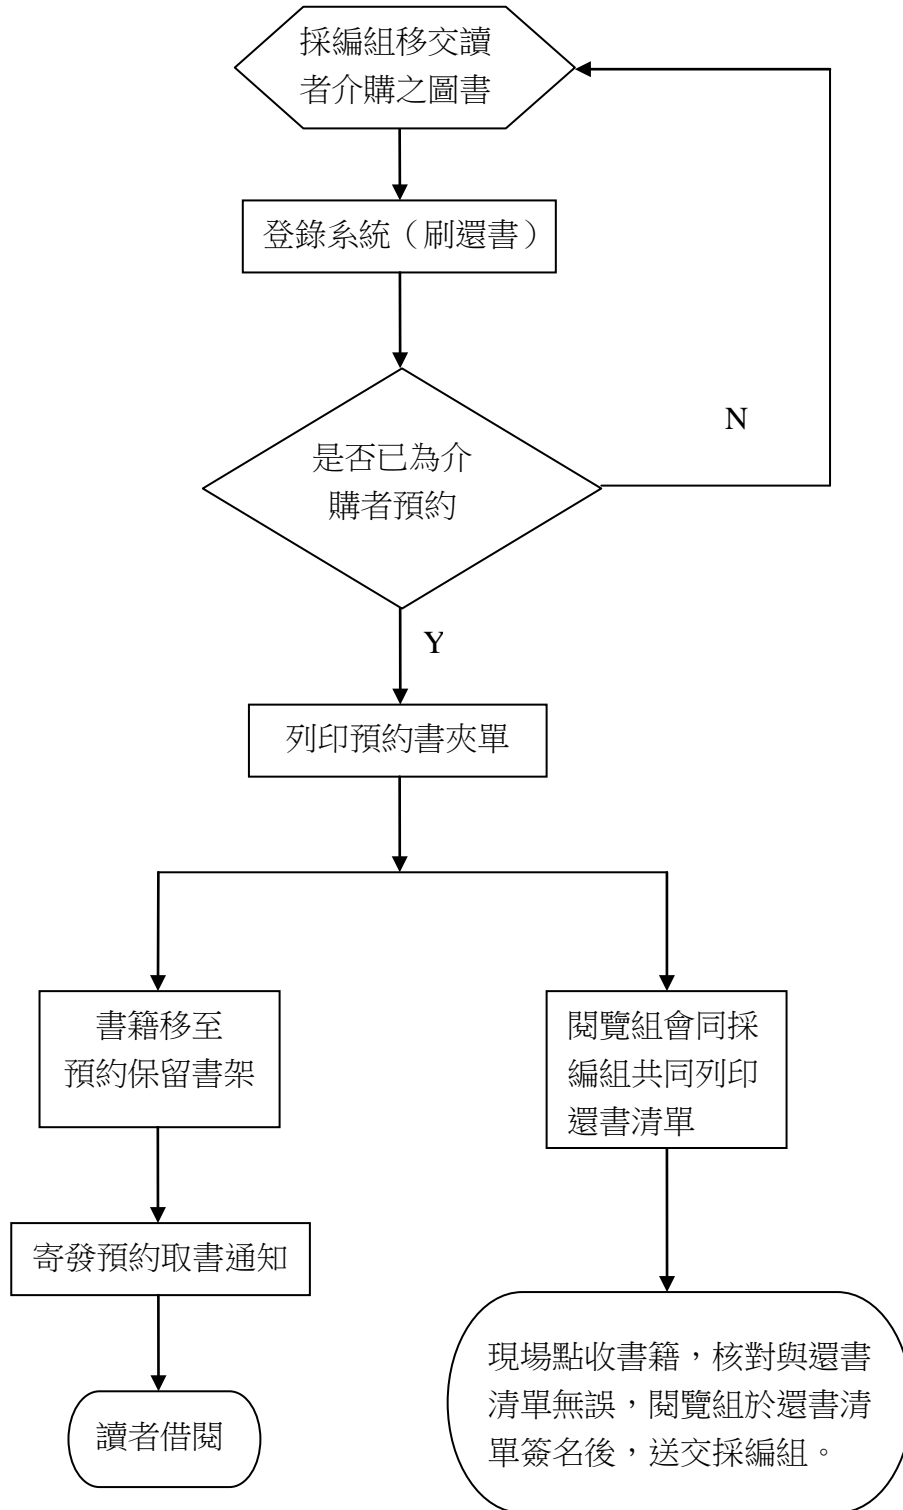 採編組移交讀
者介購之圖書
登錄系統（刷還書）
是否已為介
購者預約
N
Y
列印預約書夾單
書籍移至
預約保留書架
閱覽組會同採
編組共同列印
還書清單
寄發預約取書通知
現場點收書籍，核對與還書
清單無誤，閱覽組於還書清
單簽名後，送交採編組。
讀者借閱